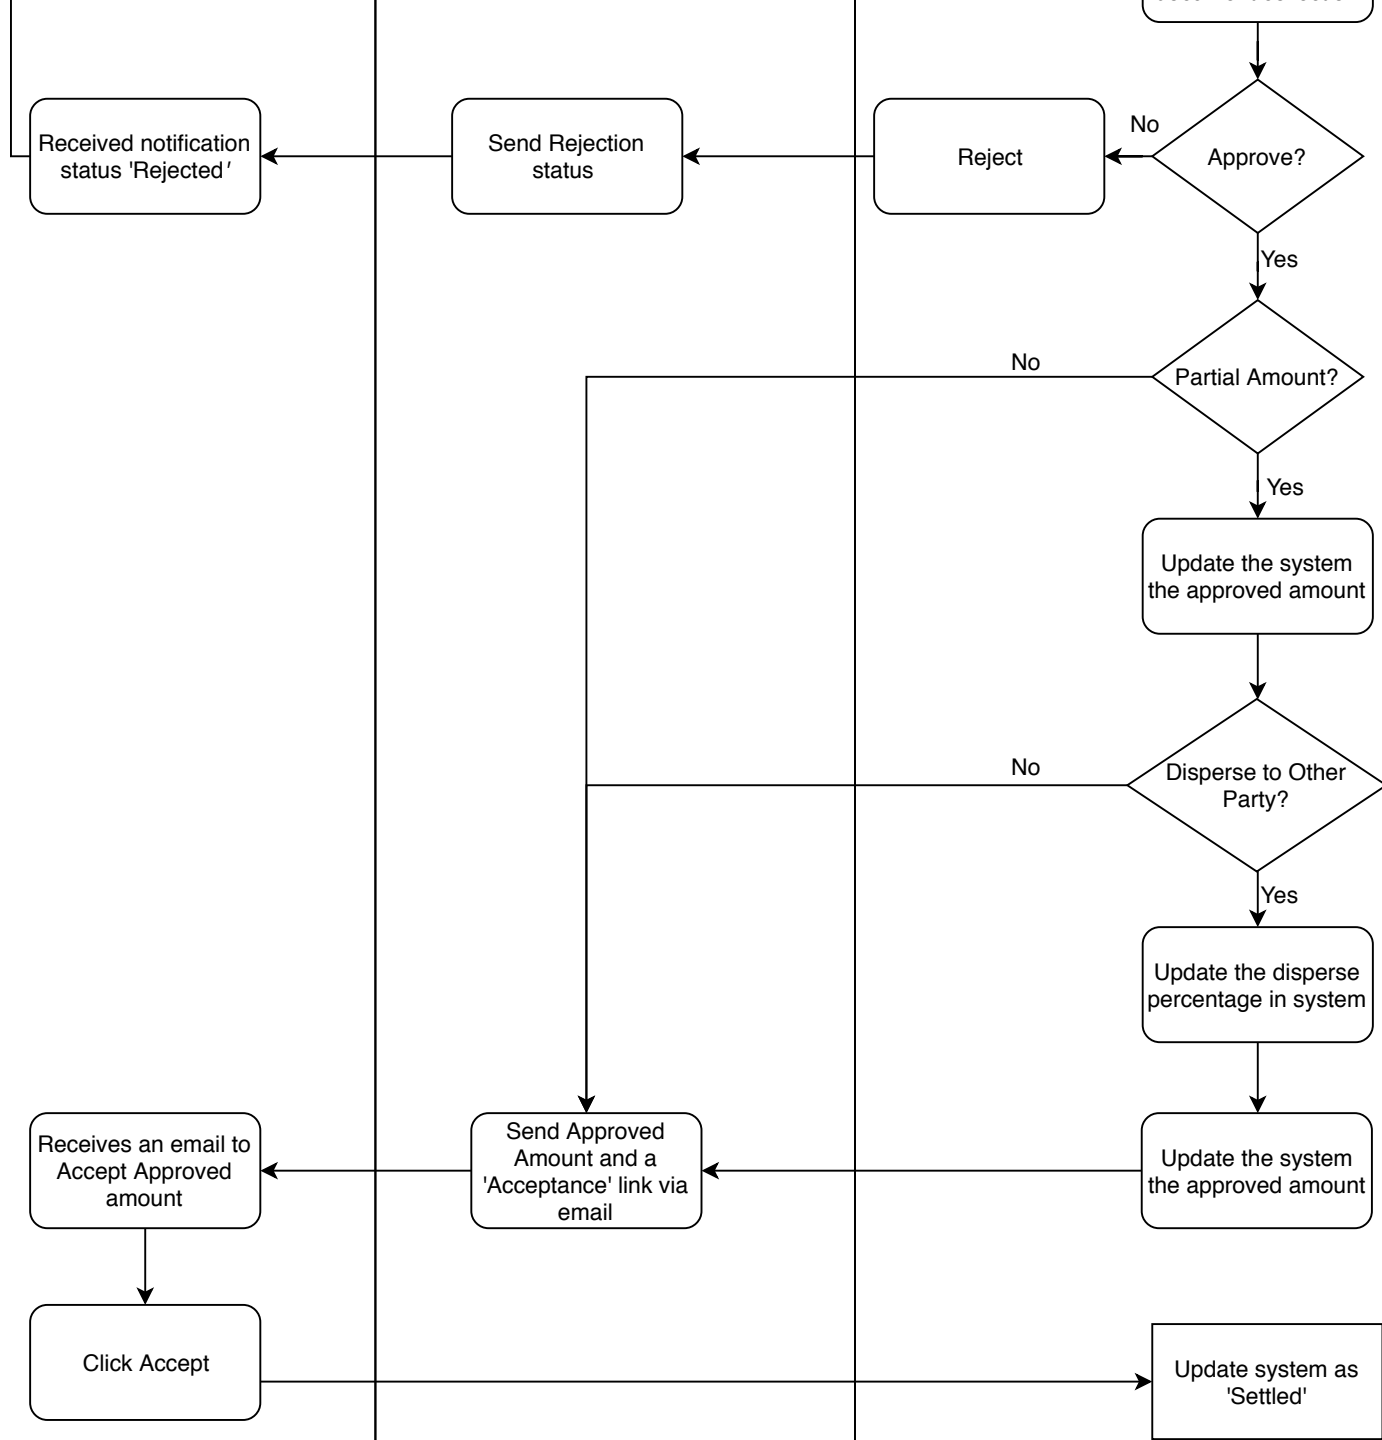 No
Received notification
status 'Rejected'
Send Rejection
status
Reject
Approve?
Yes
No
Partial Amount?
Yes
Update the system
the approved amount
No
Disperse to Other
Party?
Yes
Update the disperse
percentage in system
Receives an email to
Accept Approved
amount
Send Approved
Amount and a
'Acceptance' link via
email
Update the system
the approved amount
Click Accept
Update system as
'Settled'